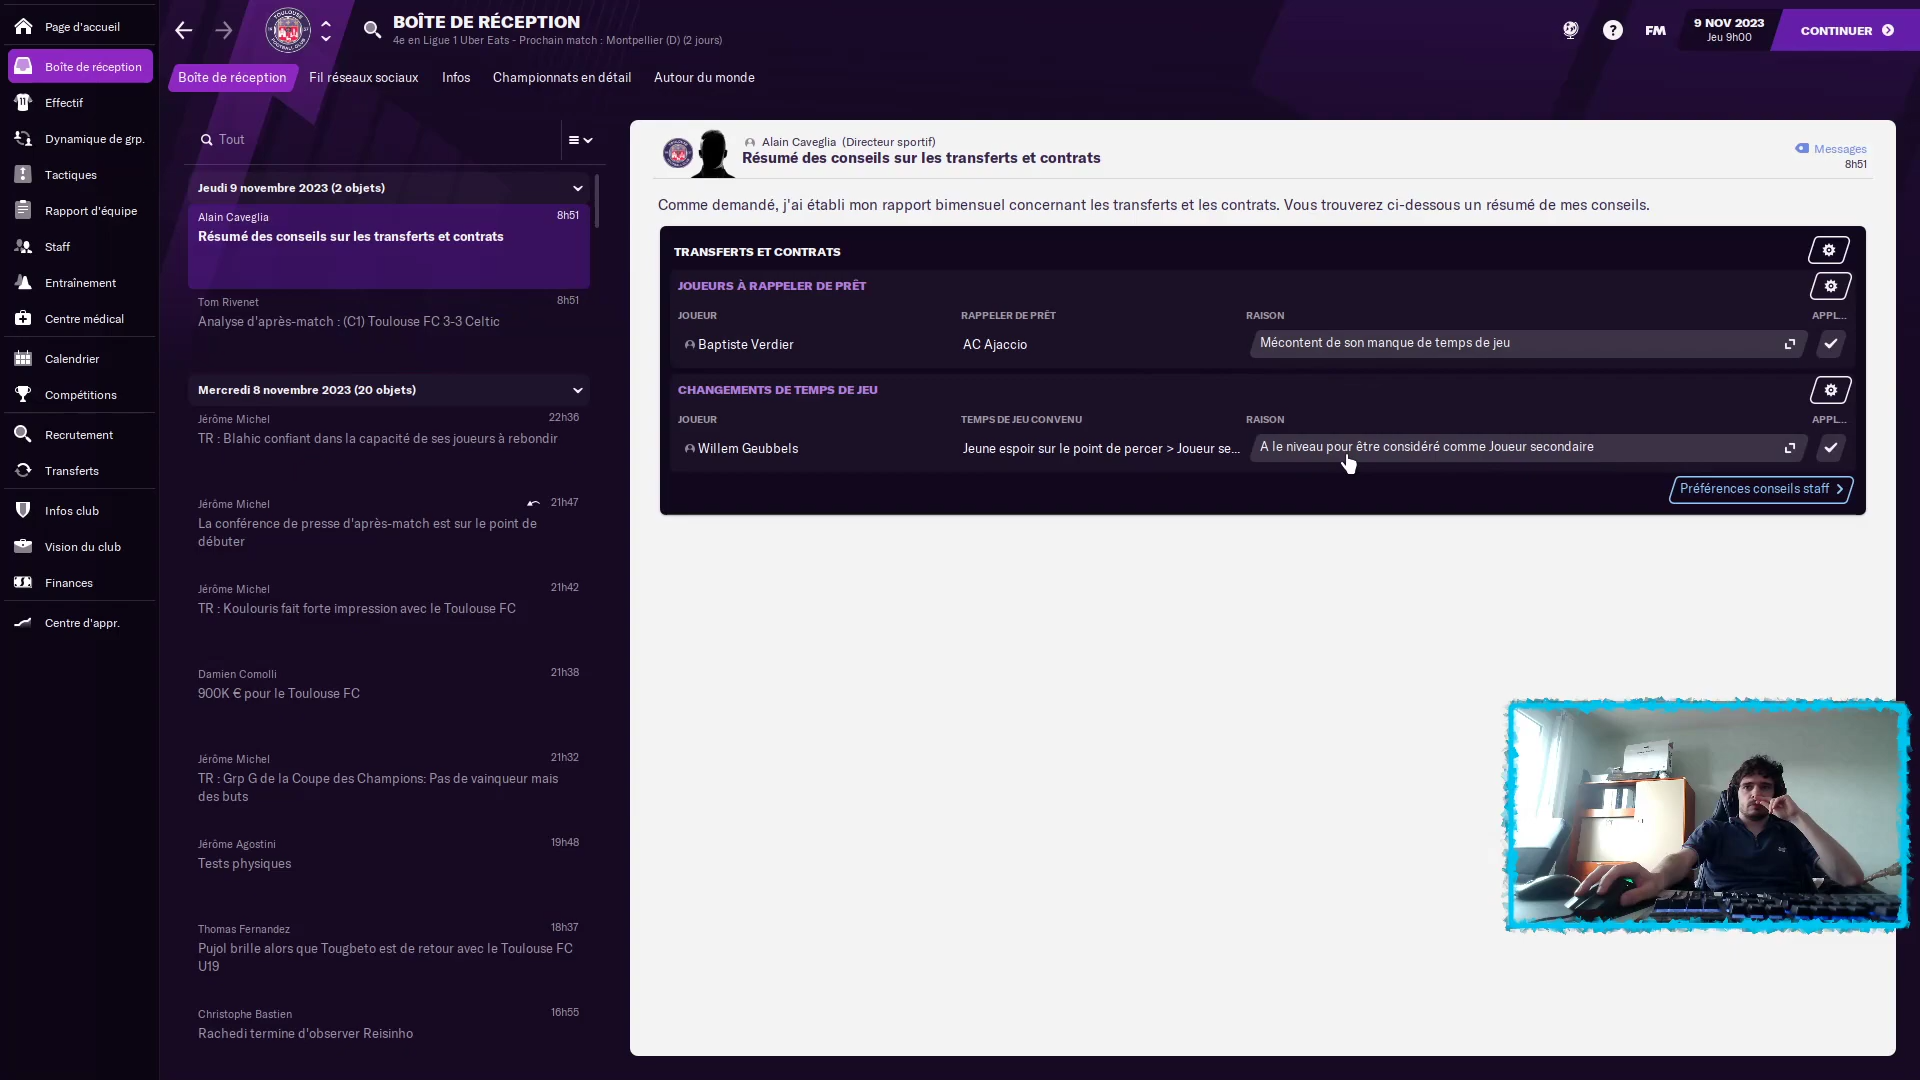 Page d'accueil
Boîte de réception
Effectif
Dynamique de grp.
Tactiques
Rapport d'équipe
Staff
Entraînement
Centre médical
Calendrier
Compétitions
Recrutement
Transferts
Infos club
Vision du club
Finances
Centre d'appr.
BOÎTE DE RÉCEPTION
4e en Ligue 1 Uber Eats - Prochain match : Montpellier (D) (2 jours)
FM
9 NOV 2023
Jeu 9h00
CONTINUER
Boîte de réception
Fil réseaux sociaux
Infos
Championnats en détail
Autour du monde
Tout
Jeudi 9 novembre 2023 (2 objets)
Alain Caveglia 8h51
Résumé des conseils sur les transferts et contrats
Tom Rivenet 8h51
Analyse d'après-match : (C1) Toulouse FC 3-3 Celtic
Mercredi 8 novembre 2023 (20 objets)
Jérôme Michel 22h36
TR : Blahic confiant dans la capacité de ses joueurs à rebondir
Jérôme Michel 21h47
La conférence de presse d'après-match est sur le point de
débuter
Jérôme Michel 21h42
TR : Koulouris fait forte impression avec le Toulouse FC
Damien Comolli 21h38
900K € pour le Toulouse FC
Jérôme Michel 21h32
TR : Grp G de la Coupe des Champions: Pas de vainqueur mais
des buts
Jérôme Agostini 19h48
Tests physiques
Thomas Fernandez 18h37
Pujol brille alors que Tougbeto est de retour avec le Toulouse FC
U19
Christophe Bastien 16h55
Rachedi termine d'observer Reisinho
Alain Caveglia (Directeur sportif)
Résumé des conseils sur les transferts et contrats
Messages
8h51
Comme demandé, j'ai établi mon rapport bimensuel concernant les transferts et les contrats. Vous trouverez ci-dessous un résumé de mes conseils.
TRANSFERTS ET CONTRATS
JOUEURS À RAPPELER DE PRÊT
JOUEUR RAPPELER DE PRÊT RAISON APPL...
Baptiste Verdier AC Ajaccio Mécontent de son manque de temps de jeu
CHANGEMENTS DE TEMPS DE JEU
JOUEUR TEMPS DE JEU CONVENU RAISON APPL...
Willem Geubbels Jeune espoir sur le point de percer > Joueur se... A le niveau pour être considéré comme Joueur secondaire
Préférences conseils staff